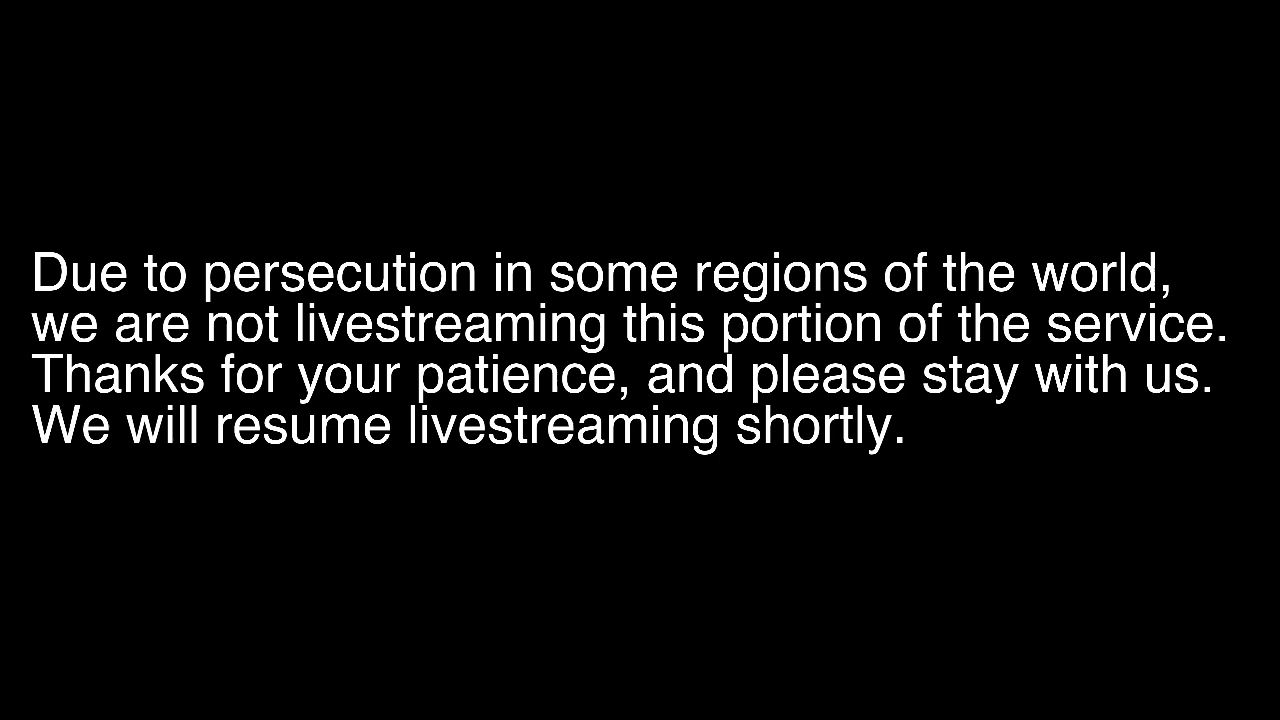 Due to persecution in some regions of the world,
we are not livestreaming this portion of the service.
Thanks for your patience, and please stay with us.
We will resume livestreaming shortly.